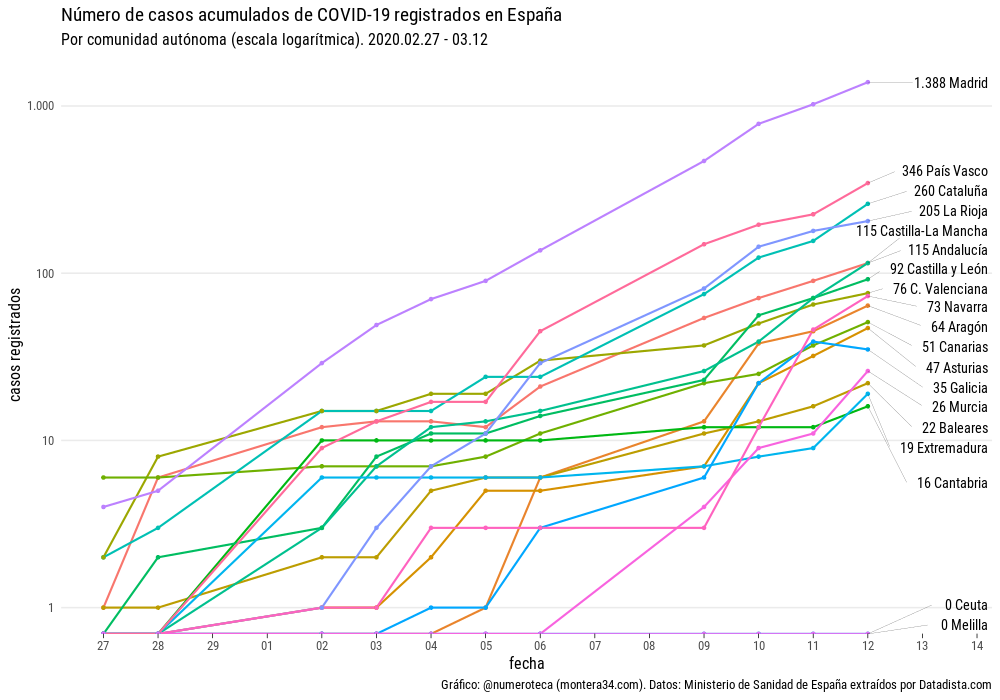 Número de casos acumulados de COVID-19 registrados en España
Por comunidad autónoma (escala logarítmica). 2020.02.27 - 03.12
casos registrados
1.000
100
10
1
1.388 Madrid
346 País Vasco
260 Cataluña
205 La Rioja
115 Castilla-La Mancha
115 Andalucía
92 Castilla y León
76 C. Valenciana
73 Navarra
64 Aragón
51 Canarias
47 Asturias
35 Galicia
26 Murcia
22 Baleares
19 Extremadura
16 Cantabria
0 Ceuta
0 Melilla
27 28 29 01 02 03 04 05 06 07 08 09 10 11 12 13 14
fecha
Gráfico: @numeroteca (montera34.com). Datos: Ministerio de Sanidad de España extraídos por Datadista.com